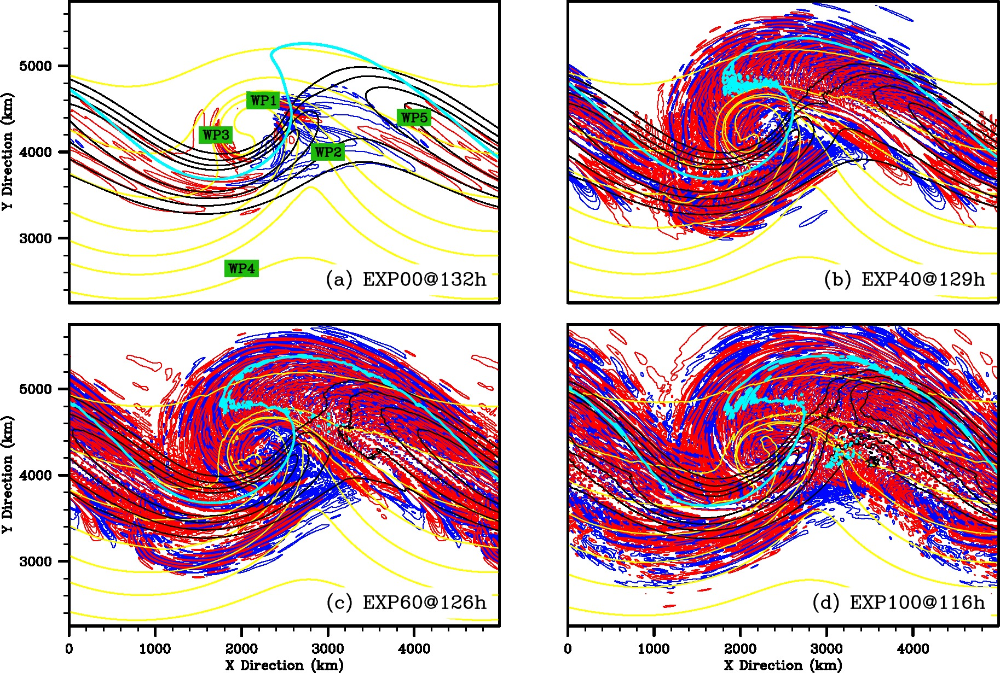 5000
4000
3000
Y Direction (km)
WP1
WP5
WP3
WP2
WP4
(a) EXP00@132h
(b) EXP40@129h
5000
4000
3000
Y Direction (km)
(c) EXP60@126h
(d) EXP100@116h
0 1000 2000 3000 4000
X Direction (km)
0 1000 2000 3000 4000
X Direction (km)